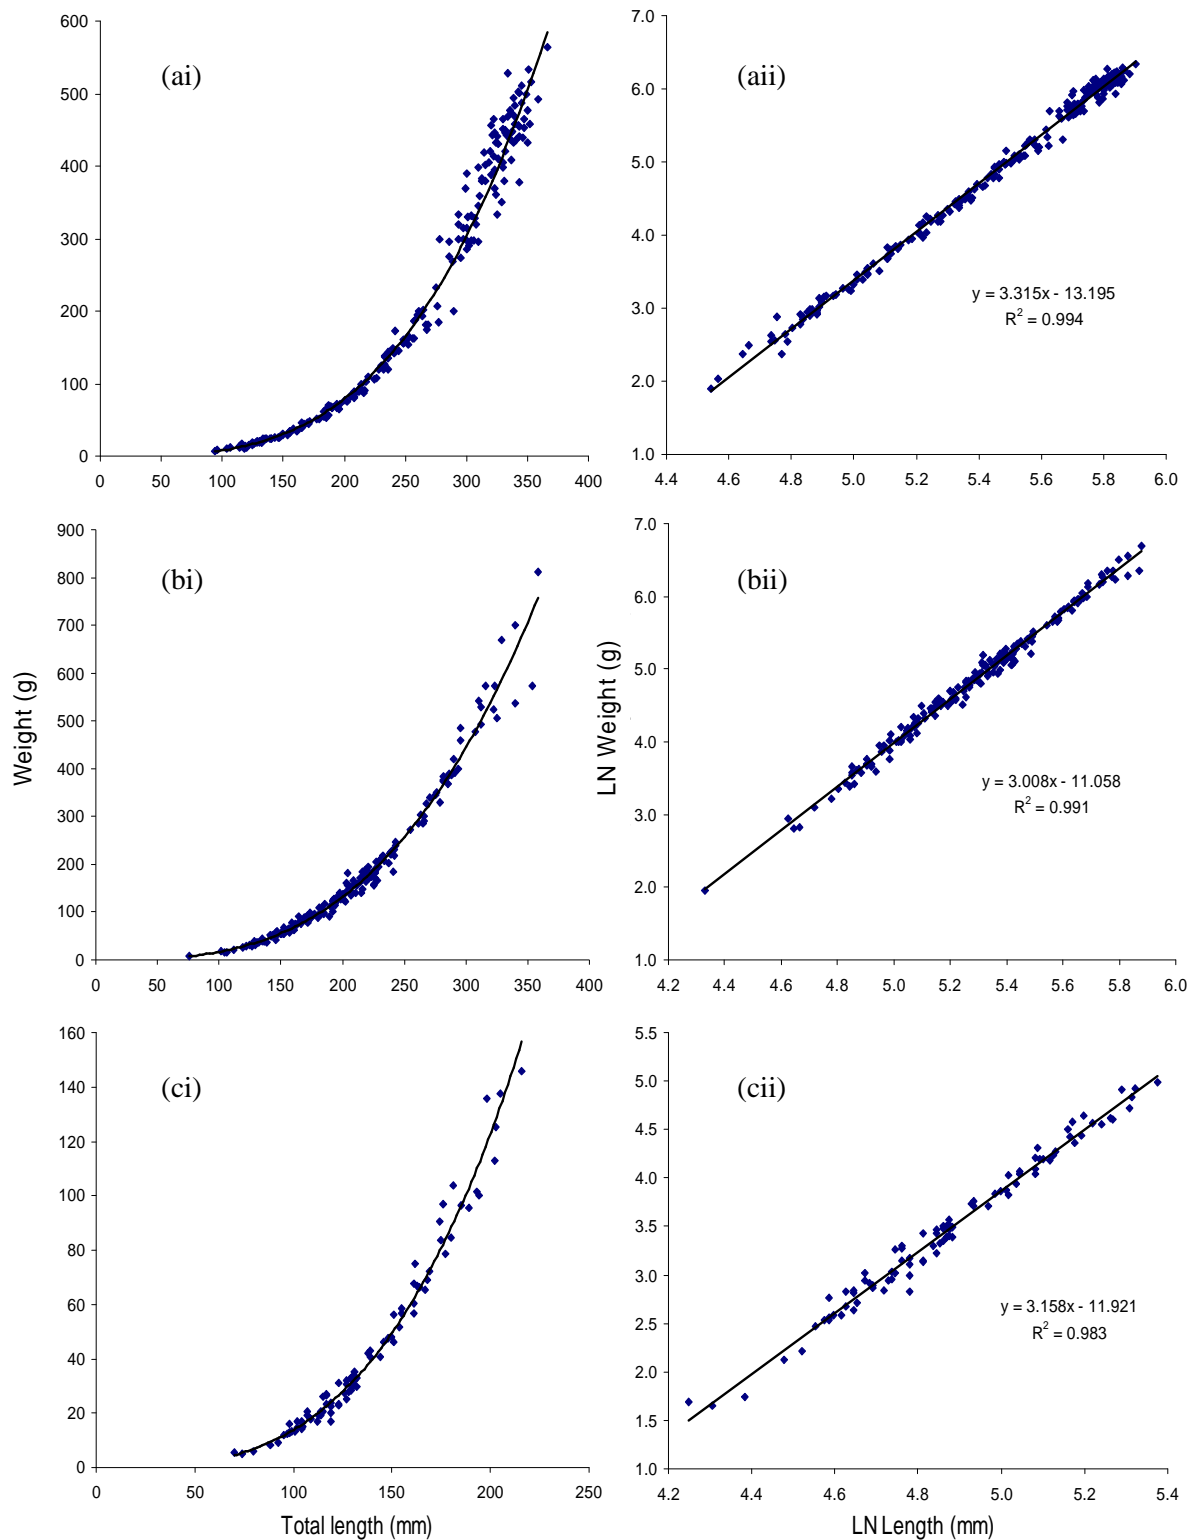 600
500
400
300
200
100
0
0 50 100 150 200 250 300 350 400
(ai)
7.0
6.0
5.0
4.0
3.0
2.0
1.0
4.4 4.6 4.8 5.0 5.2 5.4 5.6 5.8 6.0
(aii)
y = 3.315x - 13.195
R² = 0.994
Weight (g)
900
800
700
600
500
400
300
200
100
0
0 50 100 150 200 250 300 350 400
(bi)
LN Weight (g)
7.0
6.0
5.0
4.0
3.0
2.0
1.0
4.2 4.4 4.6 4.8 5.0 5.2 5.4 5.6 5.8 6.0
(bii)
y = 3.008x - 11.058
R² = 0.991
160
140
120
100
80
60
40
20
0
0 50 100 150 200 250
(ci)
Total length (mm)
5.5
5.0
4.5
4.0
3.5
3.0
2.5
2.0
1.5
1.0
4.2 4.4 4.6 4.8 5.0 5.2 5.4
(cii)
y = 3.158x - 11.921
R² = 0.983
LN Length (mm)